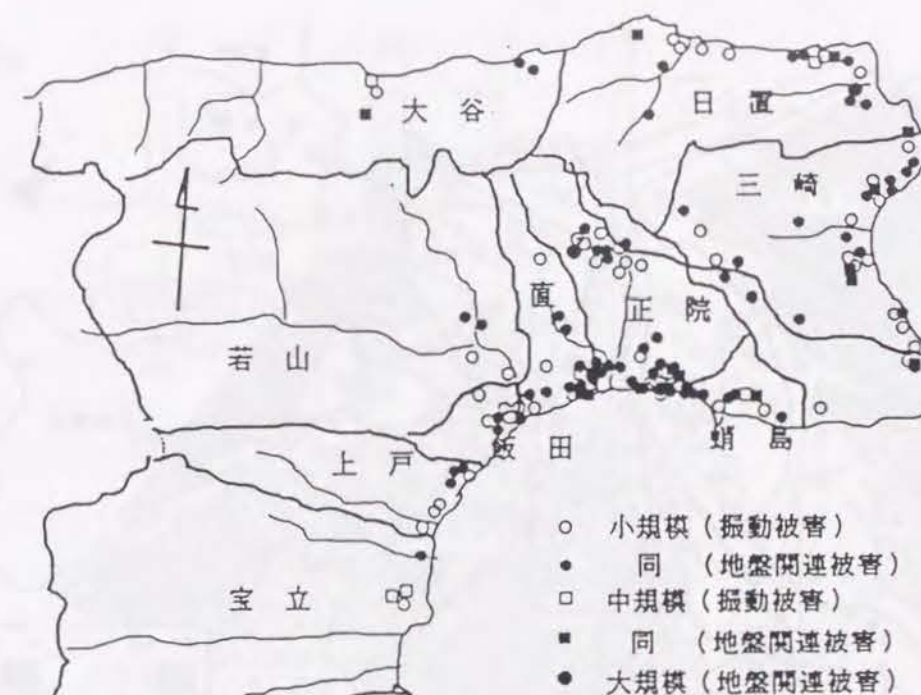 大谷
日置
三崎
直
正院
若山
飯田
蛸島
上戸
宝立
○ 小規模（振動被害）
● 同 （地盤関連被害）
□ 中規模（振動被害）
■ 同 （地盤関連被害）
● 大規模（地盤関連被害）